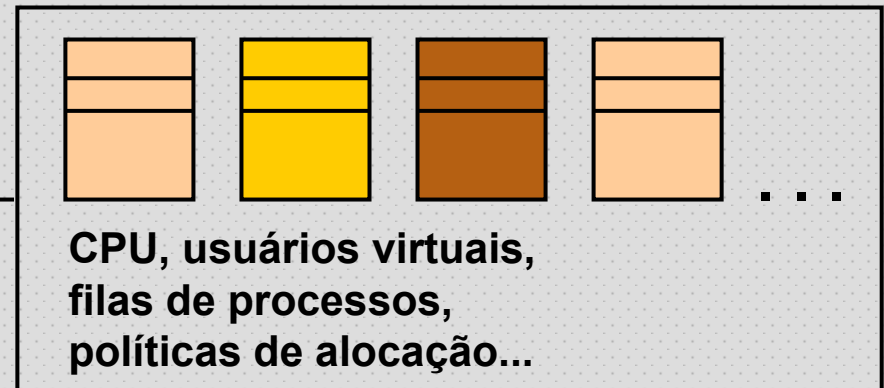 . . .
CPU, usuários virtuais,
filas de processos,
políticas de alocação...